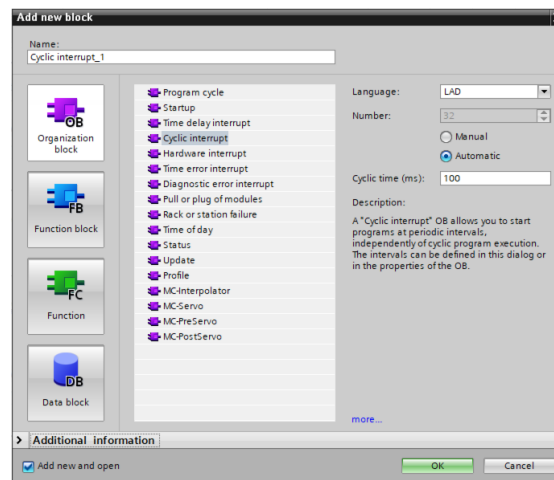 Add new block
Name:
Cyclic interrupt_1
OB
Organization
block
FB
Function block
FC
Function
DB
Data block
Program cycle
Startup
Time delay interrupt
Cyclic interrupt
Hardware interrupt
Time error interrupt
Diagnostic error interrupt
Pull or plug of modules
Rack or station failure
Time of day
Status
Update
Profile
MC-Interpolator
MC-Servo
MC-PreServo
MC-PostServo
Language: LAD
Number: 32
Manual
Automatic
Cyclic time (ms): 100
Description:
A "Cyclic interrupt" OB allows you to start
programs at periodic intervals,
independently of cyclic program execution.
The intervals can be defined in this dialog or
in the properties of the OB.
more...
> Additional information
Add new and open
OK
Cancel